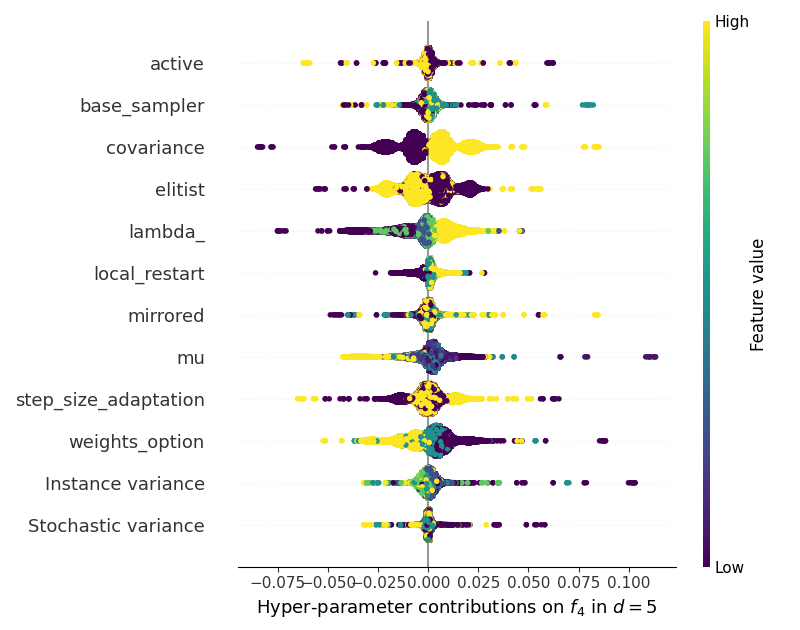 High
active
base_sampler
covariance
elitist
lambda_
local_restart
mirrored
mu
step_size_adaptation
weights_option
Instance variance
Stochastic variance
Feature value
Low
−0.075 −0.050 −0.025 0.000 0.025 0.050 0.075 0.100
Hyper-parameter contributions on f₄ in d = 5